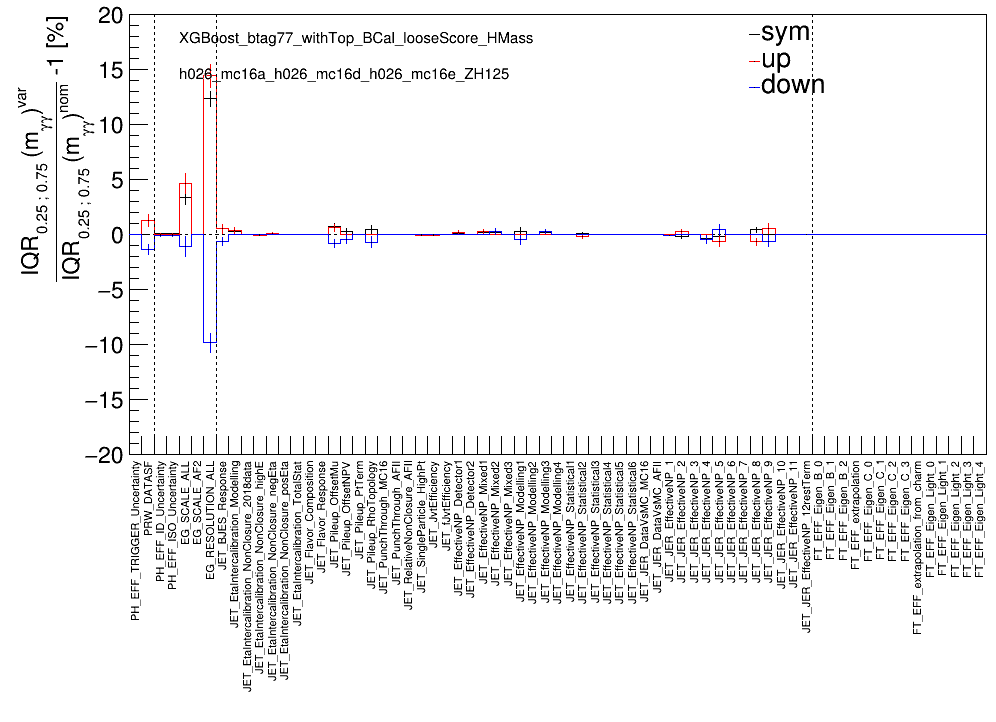 XGBoost_btag77_withTop_BCal_looseScore_HMass
h026_mc16a_h026_mc16d_h026_mc16e_ZH125
sym
up
down
IQR0.25 ; 0.75 (mγγ)var
IQR0.25 ; 0.75 (mγγ)nom
-1 [%]
20
15
10
5
0
−5
−10
−15
−20
PH_EFF_TRIGGER_Uncertainty
PRW_DATASF
PH_EFF_ID_Uncertainty
PH_EFF_ISO_Uncertainty
EG_SCALE_ALL
EG_SCALE_AF2
EG_RESOLUTION_ALL
JET_BJES_Response
JET_EtaIntercalibration_Modelling
JET_EtaIntercalibration_NonClosure_2018data
JET_EtaIntercalibration_NonClosure_highE
JET_EtaIntercalibration_NonClosure_negEta
JET_EtaIntercalibration_NonClosure_posEta
JET_EtaIntercalibration_TotalStat
JET_Flavor_Composition
JET_Flavor_Response
JET_Pileup_OffsetMu
JET_Pileup_OffsetNPV
JET_Pileup_PtTerm
JET_Pileup_RhoTopology
JET_PunchThrough_MC16
JET_PunchThrough_AFII
JET_RelativeNonClosure_AFII
JET_SingleParticle_HighPt
JET_JvtEfficiency
JET_fJvtEfficiency
JET_EffectiveNP_Detector1
JET_EffectiveNP_Detector2
JET_EffectiveNP_Mixed1
JET_EffectiveNP_Mixed2
JET_EffectiveNP_Mixed3
JET_EffectiveNP_Modelling1
JET_EffectiveNP_Modelling2
JET_EffectiveNP_Modelling3
JET_EffectiveNP_Modelling4
JET_EffectiveNP_Statistical1
JET_EffectiveNP_Statistical2
JET_EffectiveNP_Statistical3
JET_EffectiveNP_Statistical4
JET_EffectiveNP_Statistical5
JET_EffectiveNP_Statistical6
JET_JER_DataVsMC_MC16
JET_JER_DataVsMC_AFII
JET_JER_EffectiveNP_1
JET_JER_EffectiveNP_2
JET_JER_EffectiveNP_3
JET_JER_EffectiveNP_4
JET_JER_EffectiveNP_5
JET_JER_EffectiveNP_6
JET_JER_EffectiveNP_7
JET_JER_EffectiveNP_8
JET_JER_EffectiveNP_9
JET_JER_EffectiveNP_10
JET_JER_EffectiveNP_11
JET_JER_EffectiveNP_12restTerm
FT_EFF_Eigen_B_0
FT_EFF_Eigen_B_1
FT_EFF_Eigen_B_2
FT_EFF_extrapolation
FT_EFF_Eigen_C_0
FT_EFF_Eigen_C_1
FT_EFF_Eigen_C_2
FT_EFF_Eigen_C_3
FT_EFF_extrapolation_from_charm
FT_EFF_Eigen_Light_0
FT_EFF_Eigen_Light_1
FT_EFF_Eigen_Light_2
FT_EFF_Eigen_Light_3
FT_EFF_Eigen_Light_4